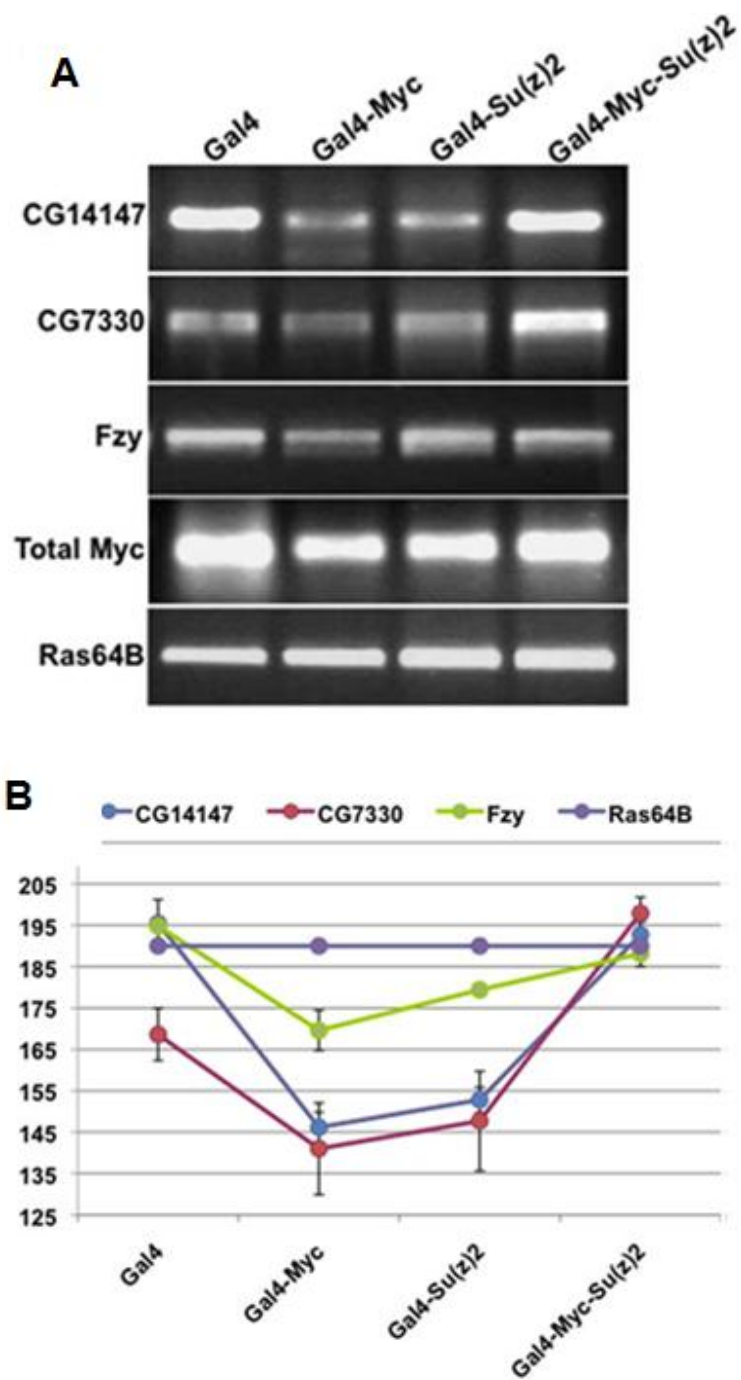 A
Gal4 Gal4-Myc Gal4-Su(z)2 Gal4-Myc-Su(z)2
CG14147
CG7330
Fzy
Total Myc
Ras64B
B
CG14147 CG7330 Fzy Ras64B
205
195
185
175
165
155
145
135
125
Gal4 Gal4-Myc Gal4-Su(z)2 Gal4-Myc-Su(z)2